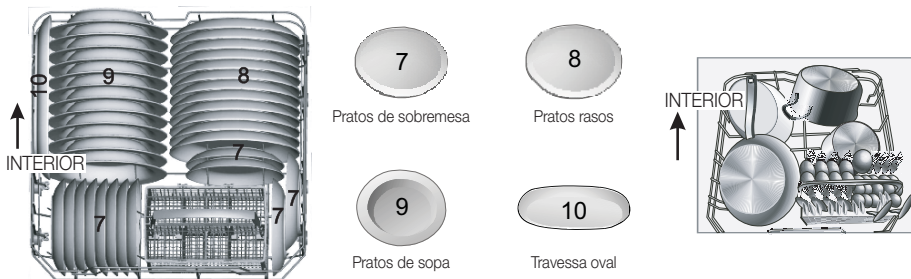 10
9
8
7
7
7
7
INTERIOR
7
Pratos de sobremesa
8
Pratos rasos
9
Pratos de sopa
10
Travessa oval
INTERIOR